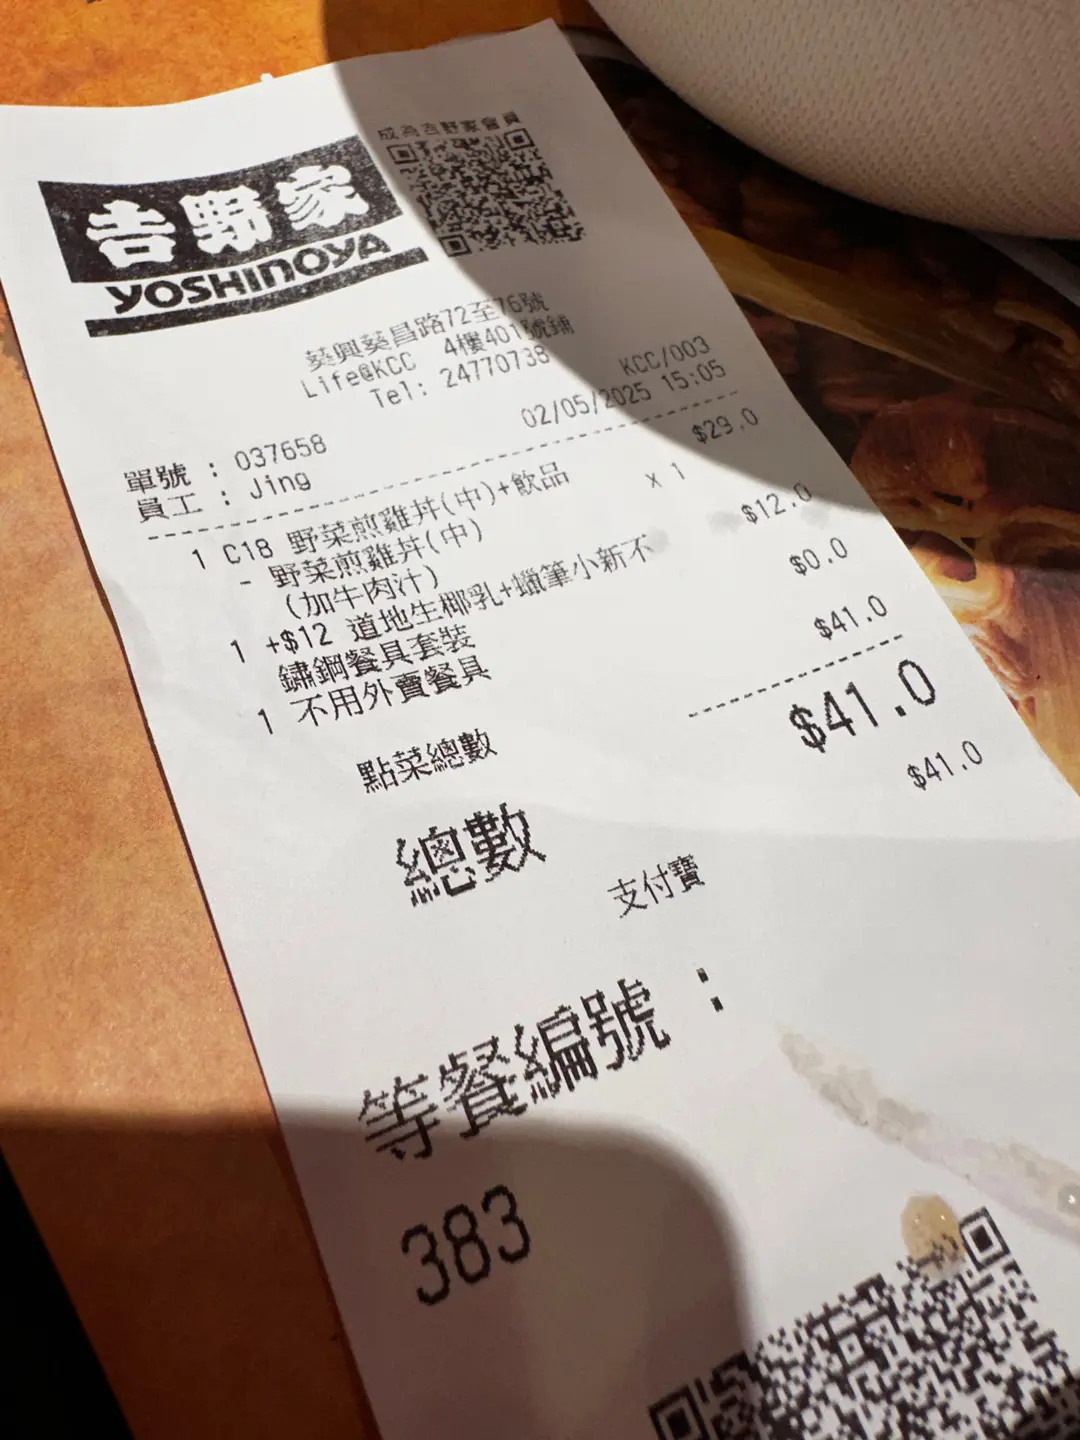 成為吉野家會員
吉野家
YOSHINOYA
葵興葵昌路72至76號
Life@KCC 4樓401號鋪
Tel: 24770738
KCC/003
單號 : 037658
02/05/2025 15:05
員工 : Jing
1 C18 野菜煎雞丼(中)+飲品 $29.0
- 野菜煎雞丼(中) x 1
(加牛肉汁)
1 +$12 道地生椰乳+蠟筆小新不 $12.0
鏽鋼餐具套裝
1 不用外賣餐具 $0.0
點菜總數 $41.0
總數 $41.0
支付寶 $41.0
等餐編號 :
383